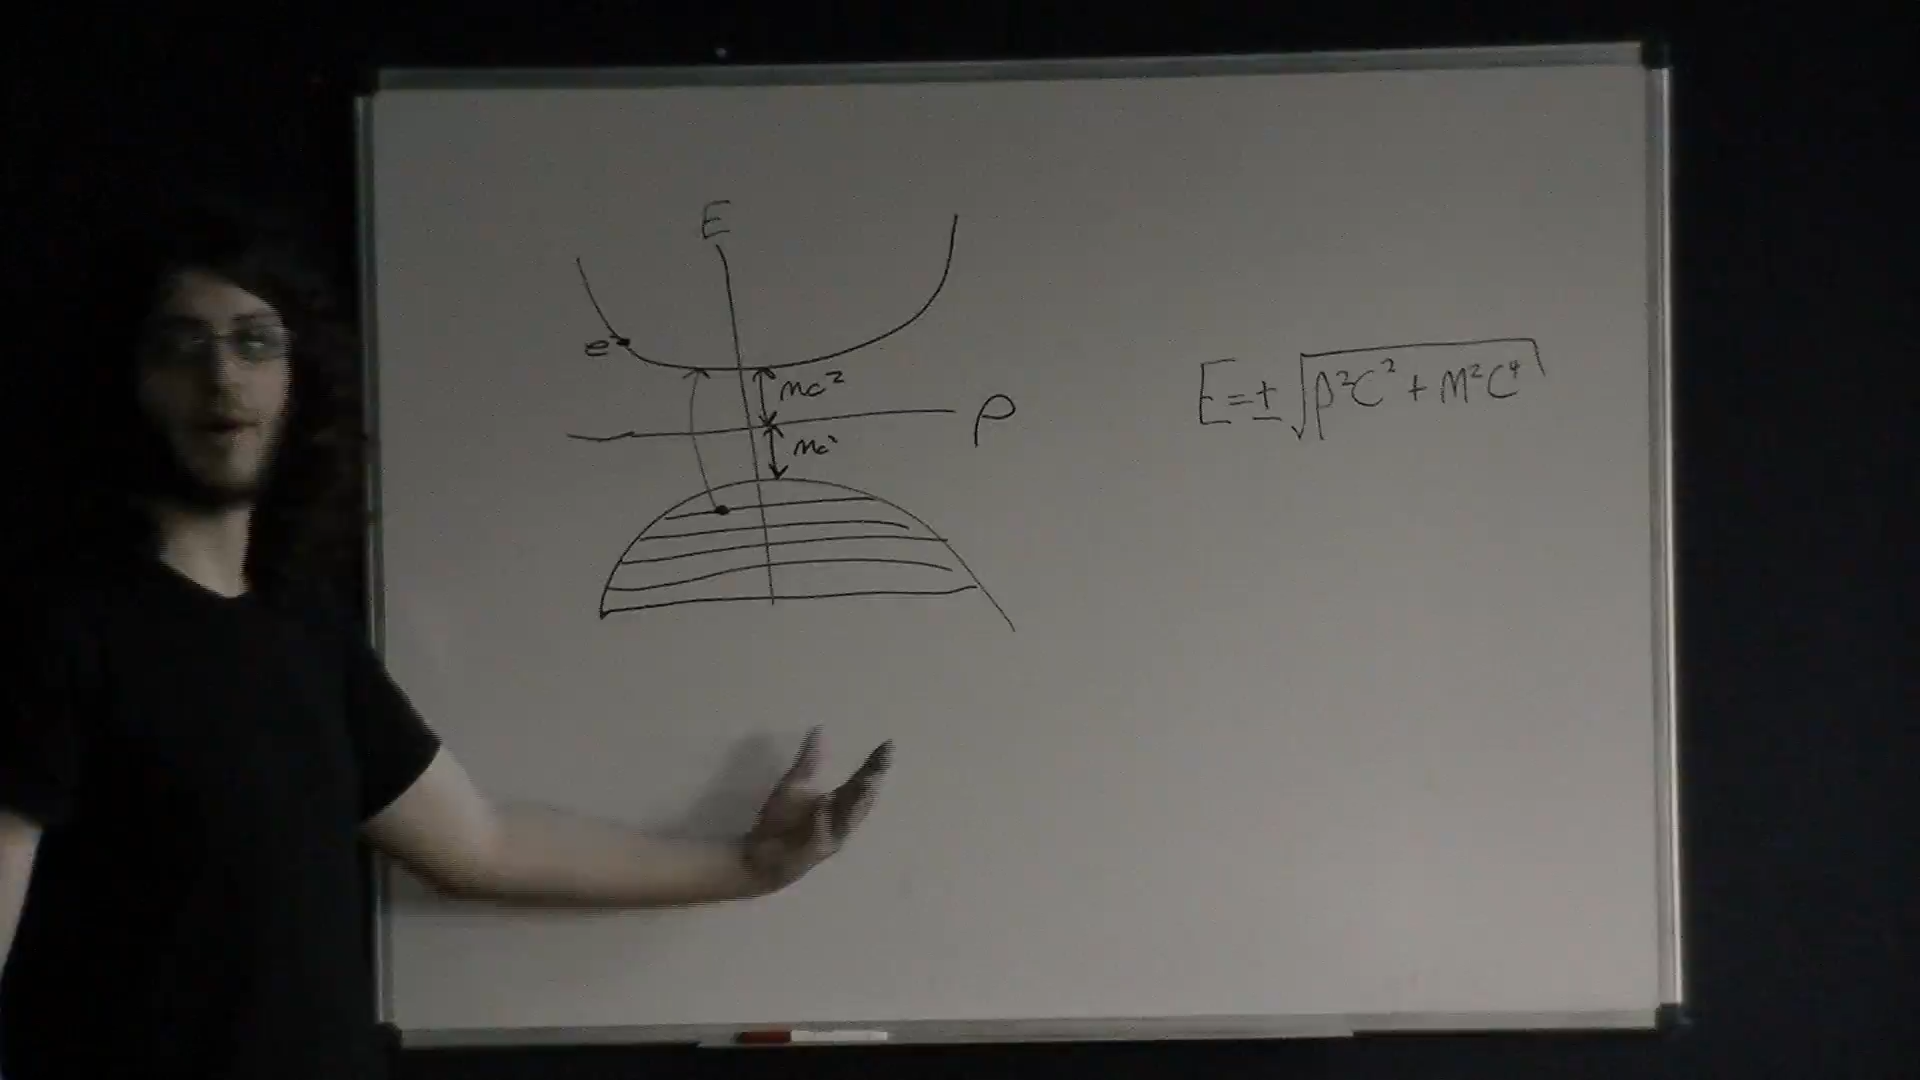 E
e⁻
mc²
p
mc²
E=±√p²c²+m²c⁴